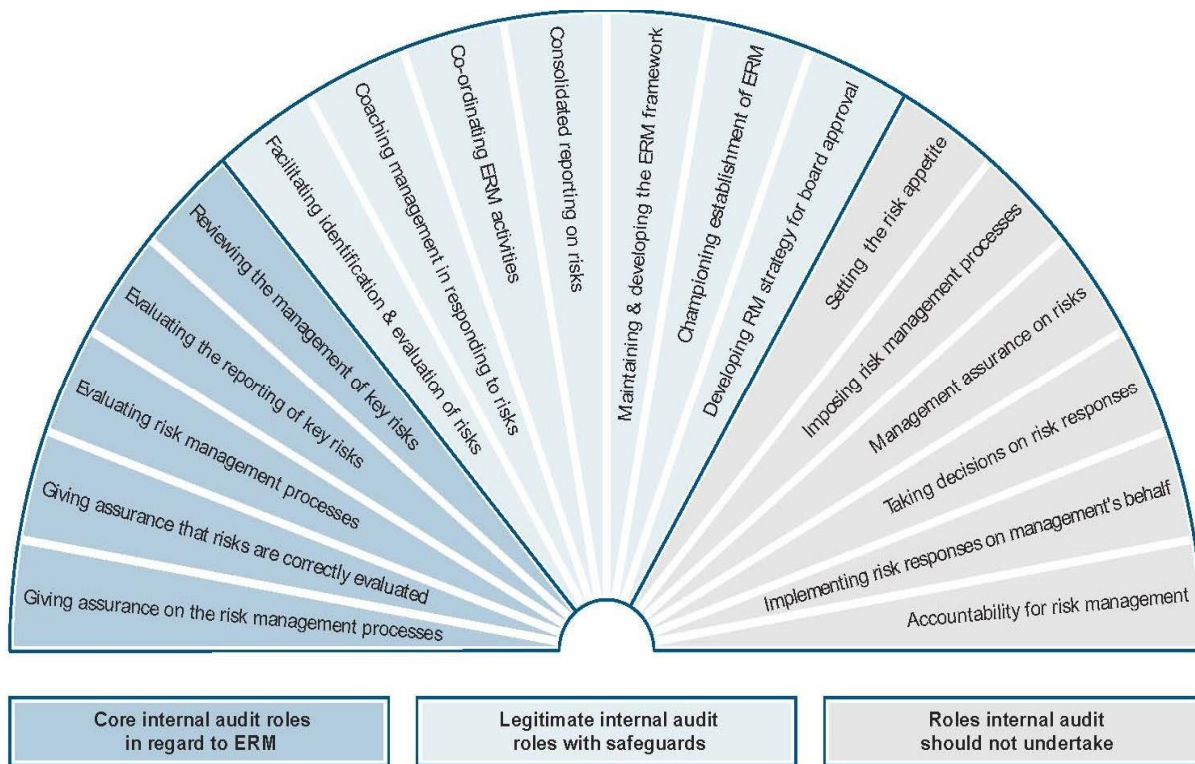 Giving assurance on the risk management processes
Giving assurance that risks are correctly evaluated
Evaluating risk management processes
Evaluating the reporting of key risks
Reviewing the management of key risks
Facilitating identification & evaluation of risks
Coaching management in responding to risks
Co-ordinating ERM activities
Consolidated reporting on risks
Maintaining & developing the ERM framework
Championing establishment of ERM
Developing RM strategy for board approval
Setting the risk appetite
Imposing risk management processes
Management assurance on risks
Taking decisions on risk responses
Implementing risk responses on management's behalf
Accountability for risk management
Core internal audit roles
in regard to ERM
Legitimate internal audit
roles with safeguards
Roles internal audit
should not undertake